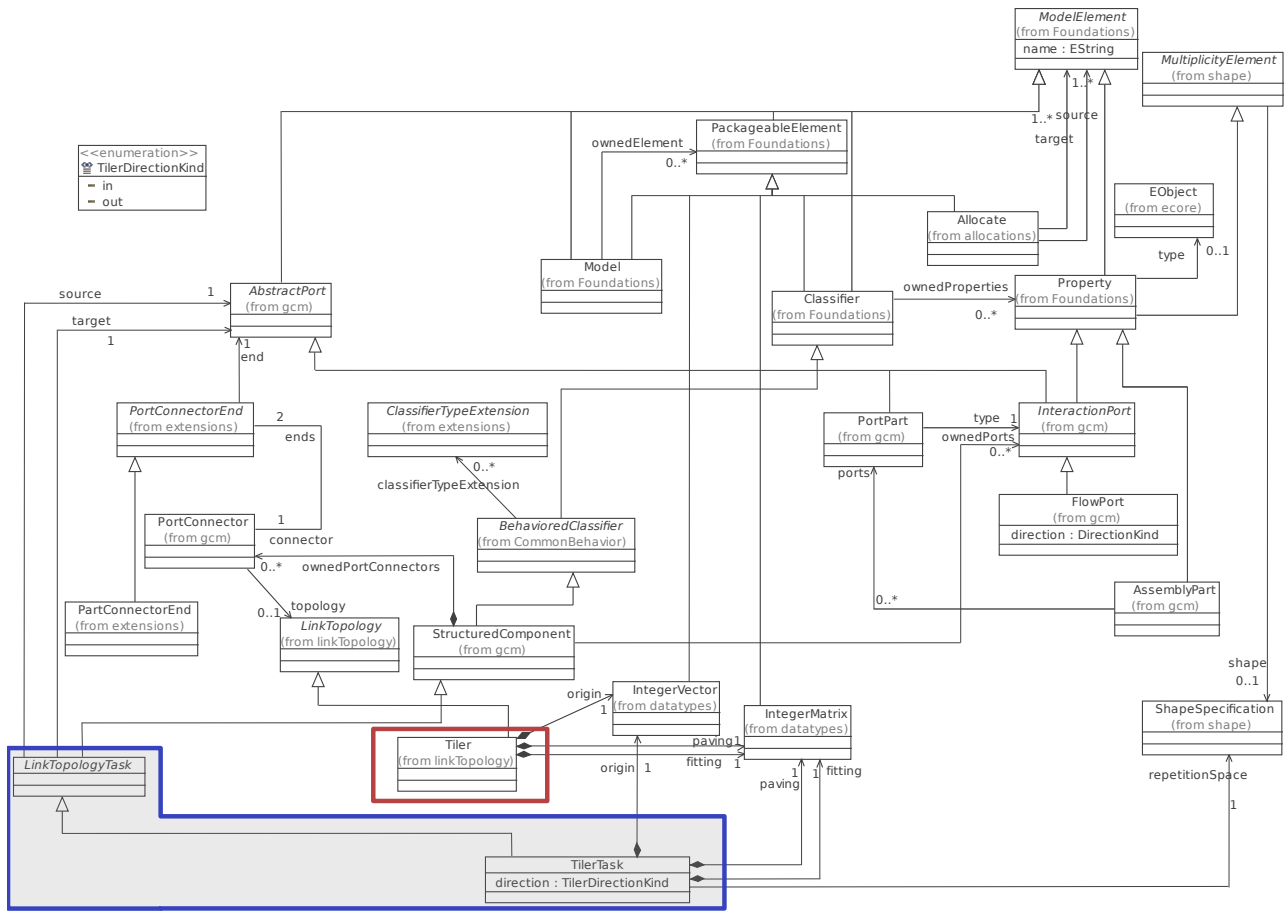 ModelElement
(from Foundations)
name : EString
MultiplicityElement
(from shape)
1..*
1..*
source
target
<<enumeration>>
TilerDirectionKind
in
out
ownedElement
0..*
PackageableElement
(from Foundations)
EObject
(from ecore)
type
0..1
Allocate
(from allocations)
Model
(from Foundations)
source
1
AbstractPort
(from gcm)
target
1
1
end
Classifier
(from Foundations)
ownedProperties
0..*
Property
(from Foundations)
PortConnectorEnd
(from extensions)
2
ends
ClassifierTypeExtension
(from extensions)
0..*
classifierTypeExtension
PortPart
(from gcm)
ports
type
1
ownedPorts
0..*
InteractionPort
(from gcm)
FlowPort
(from gcm)
direction : DirectionKind
PortConnector
(from gcm)
1
connector
0..*
ownedPortConnectors
BehavioredClassifier
(from CommonBehavior)
AssemblyPart
(from gcm)
0..*
PartConnectorEnd
(from extensions)
0..1
topology
LinkTopology
(from linkTopology)
StructuredComponent
(from gcm)
shape
0..1
ShapeSpecification
(from shape)
origin
1
IntegerVector
(from datatypes)
IntegerMatrix
(from datatypes)
Tiler
(from linkTopology)
paving
1
fitting
1
origin
1
paving
1
1
fitting
repetitionSpace
1
LinkTopologyTask
TilerTask
direction : TilerDirectionKind